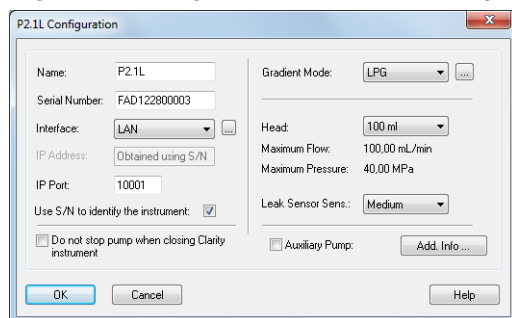 P2.1L Configuration
Name: P2.1L
Serial Number: FAD122800003
Interface: LAN ...
IP Address: Obtained using S/N
IP Port: 10001
Use S/N to identify the instrument:
Do not stop pump when closing Clarity
instrument
Gradient Mode: LPG ...
Head: 100 ml
Maximum Flow: 100,00 mL/min
Maximum Pressure: 40,00 MPa
Leak Sensor Sens.: Medium
Auxiliary Pump: Add. Info ...
OK Cancel Help